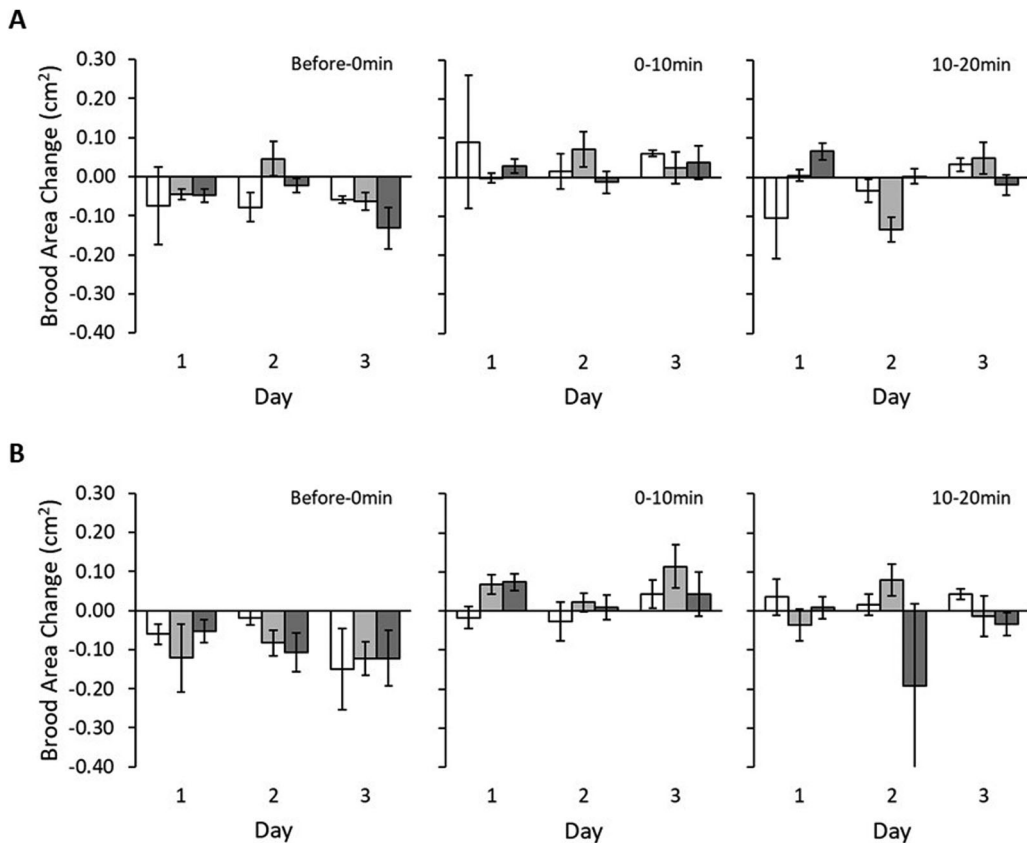 A
Brood Area Change (cm²)
0.30
0.20
0.10
0.00
-0.10
-0.20
-0.30
-0.40
Before-0min
1 2 3
Day
0-10min
1 2 3
Day
10-20min
1 2 3
Day
B
Brood Area Change (cm²)
0.30
0.20
0.10
0.00
-0.10
-0.20
-0.30
-0.40
Before-0min
1 2 3
Day
0-10min
1 2 3
Day
10-20min
1 2 3
Day